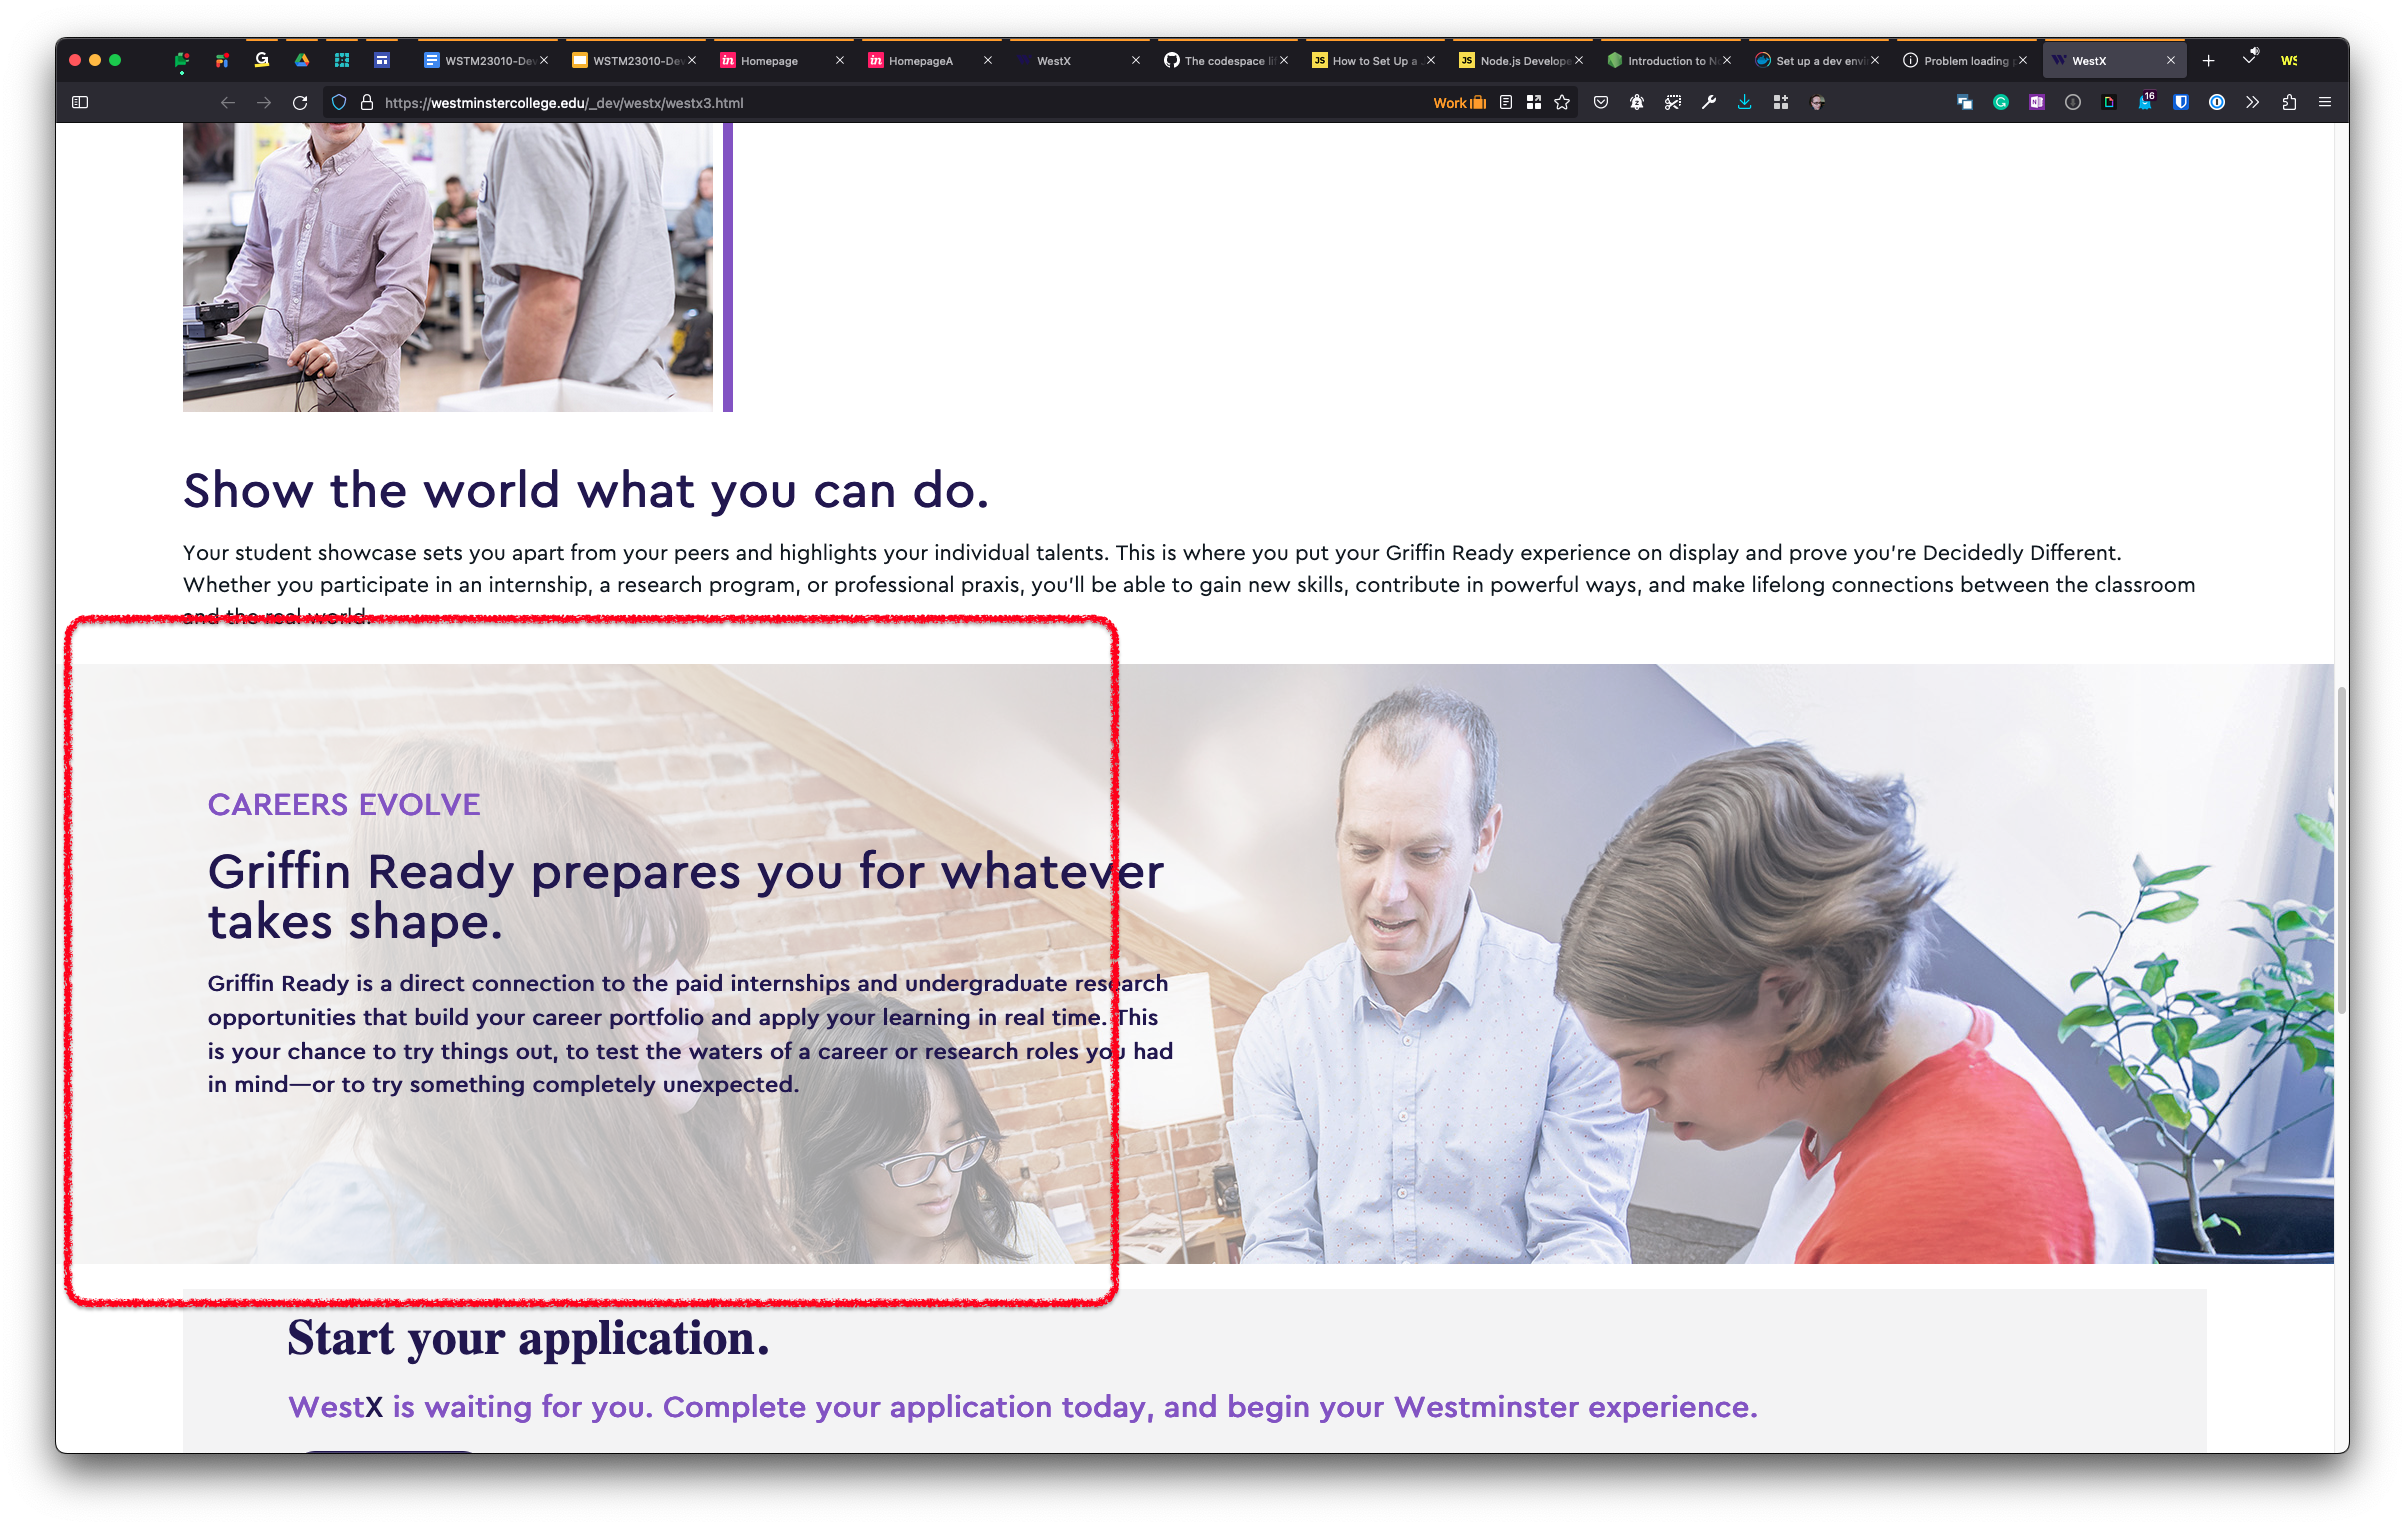 WSTM23010-Dev
WSTM23010-Dev
Homepage
HomepageA
WestX
The codespace li
How to Set Up a
Node.js Develope
Introduction to N
Set up a dev envi
Problem loading
WestX
WS
https://westminstercollege.edu/_dev/westx/westx3.html
Work
16
Show the world what you can do.
Your student showcase sets you apart from your peers and highlights your individual talents. This is where you put your Griffin Ready experience on display and prove you're Decidedly Different.
Whether you participate in an internship, a research program, or professional praxis, you'll be able to gain new skills, contribute in powerful ways, and make lifelong connections between the classroom
and the real world.
CAREERS EVOLVE
Griffin Ready prepares you for whatever
takes shape.
Griffin Ready is a direct connection to the paid internships and undergraduate research
opportunities that build your career portfolio and apply your learning in real time. This
is your chance to try things out, to test the waters of a career or research roles you had
in mind—or to try something completely unexpected.
Start your application.
WestX is waiting for you. Complete your application today, and begin your Westminster experience.